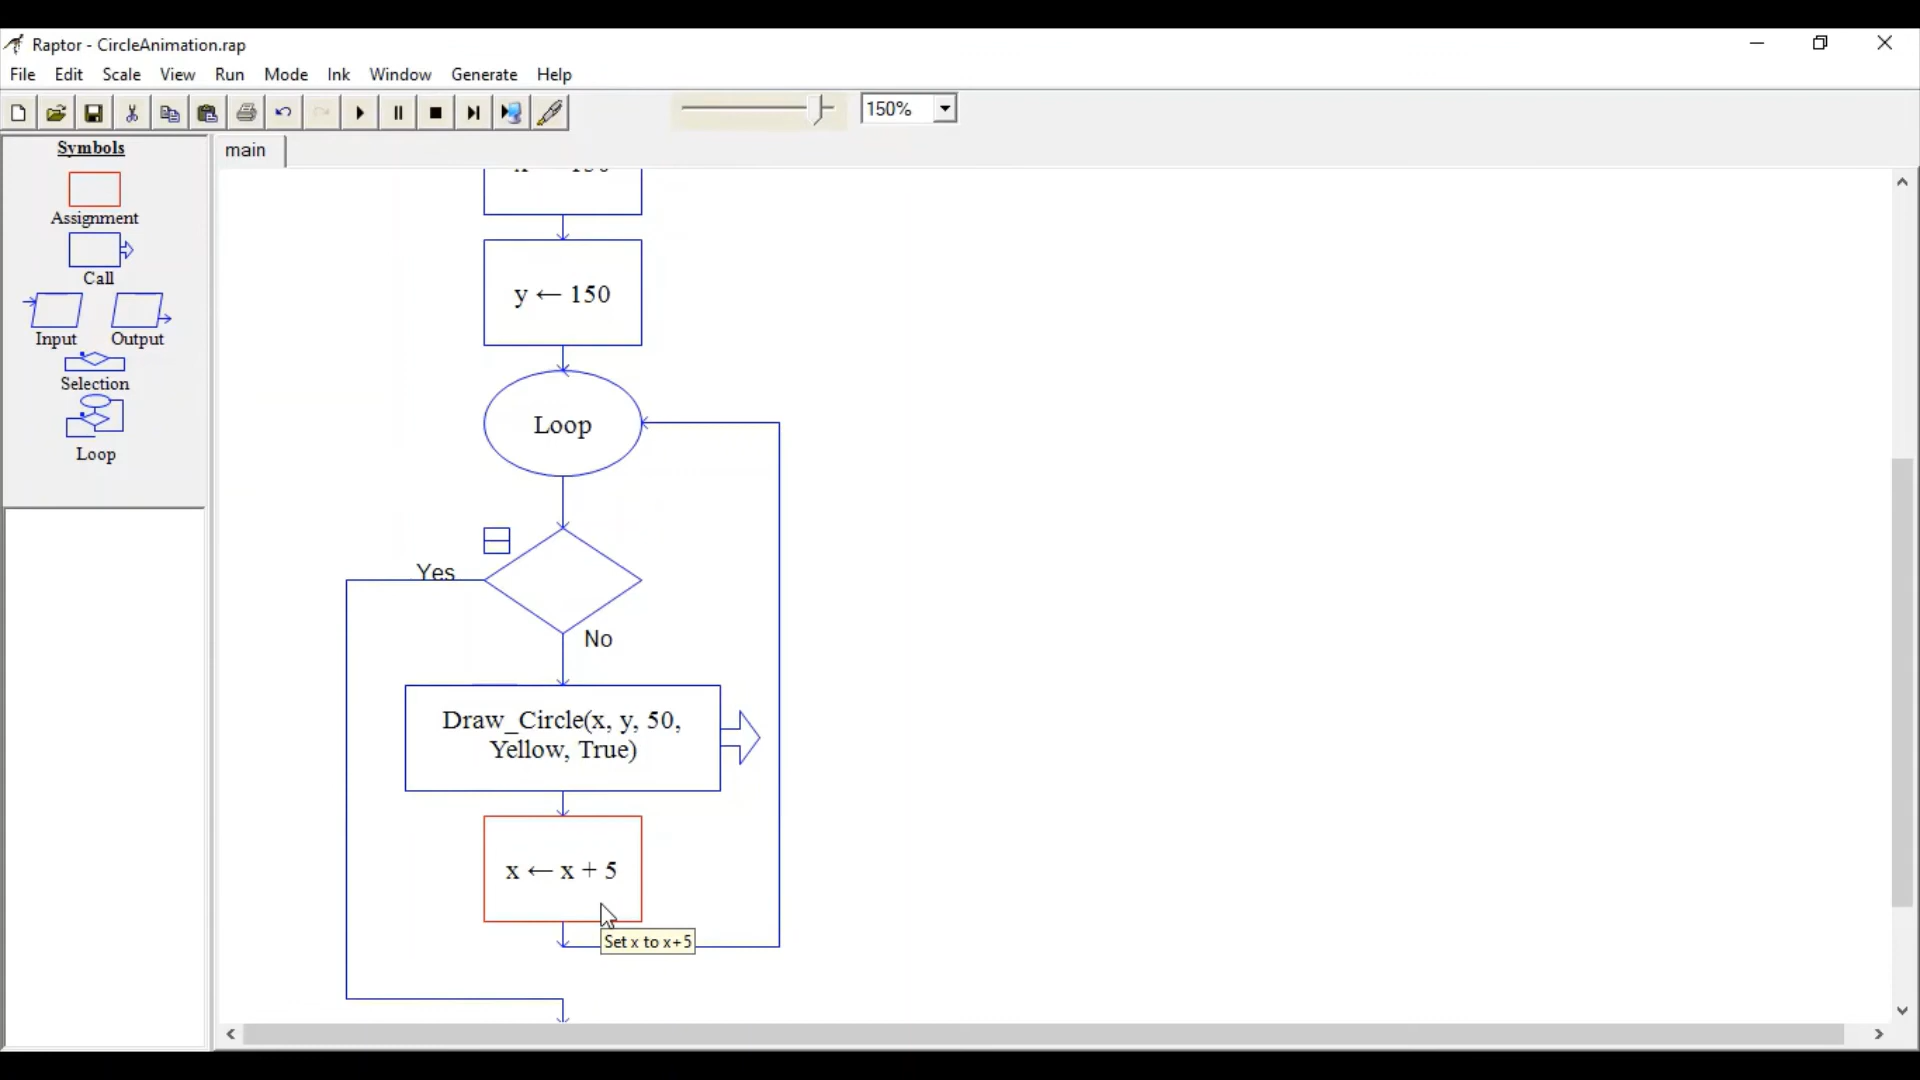 Raptor - CircleAnimation.rap
File Edit Scale View Run Mode Ink Window Generate Help
150%
Symbols
main
Assignment
Call
Input Output
Selection
Loop
y ← 150
Loop
Yes
No
Draw_Circle(x, y, 50,
Yellow, True)
x ← x + 5
Set x to x+5